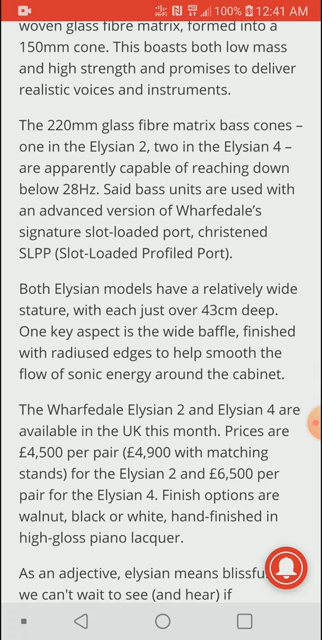 100% 12:41 AM
woven glass fibre matrix, formed into a
150mm cone. This boasts both low mass
and high strength and promises to deliver
realistic voices and instruments.
The 220mm glass fibre matrix bass cones –
one in the Elysian 2, two in the Elysian 4 –
are apparently capable of reaching down
below 28Hz. Said bass units are used with
an advanced version of Wharfedale’s
signature slot-loaded port, christened
SLPP (Slot-Loaded Profiled Port).
Both Elysian models have a relatively wide
stature, with each just over 43cm deep.
One key aspect is the wide baffle, finished
with radiused edges to help smooth the
flow of sonic energy around the cabinet.
The Wharfedale Elysian 2 and Elysian 4 are
available in the UK this month. Prices are
£4,500 per pair (£4,900 with matching
stands) for the Elysian 2 and £6,500 per
pair for the Elysian 4. Finish options are
walnut, black or white, hand-finished in
high-gloss piano lacquer.
As an adjective, elysian means blissfu
we can't wait to see (and hear) if